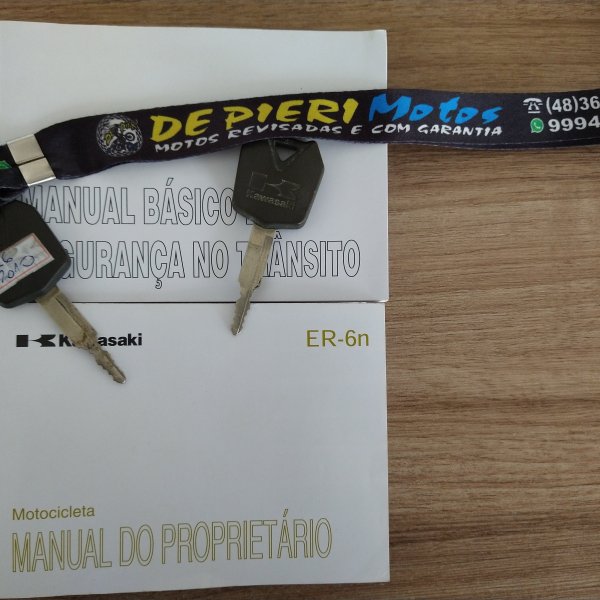 DE PIERI Motos
MOTOS REVISADAS E COM GARANTIA
(48)36
9994
Kawasaki
MANUAL BÁSICO
GURANÇA NO TRÂNSITO
2010
Kawasaki
ER-6n
Motocicleta
MANUAL DO PROPRIETÁRIO